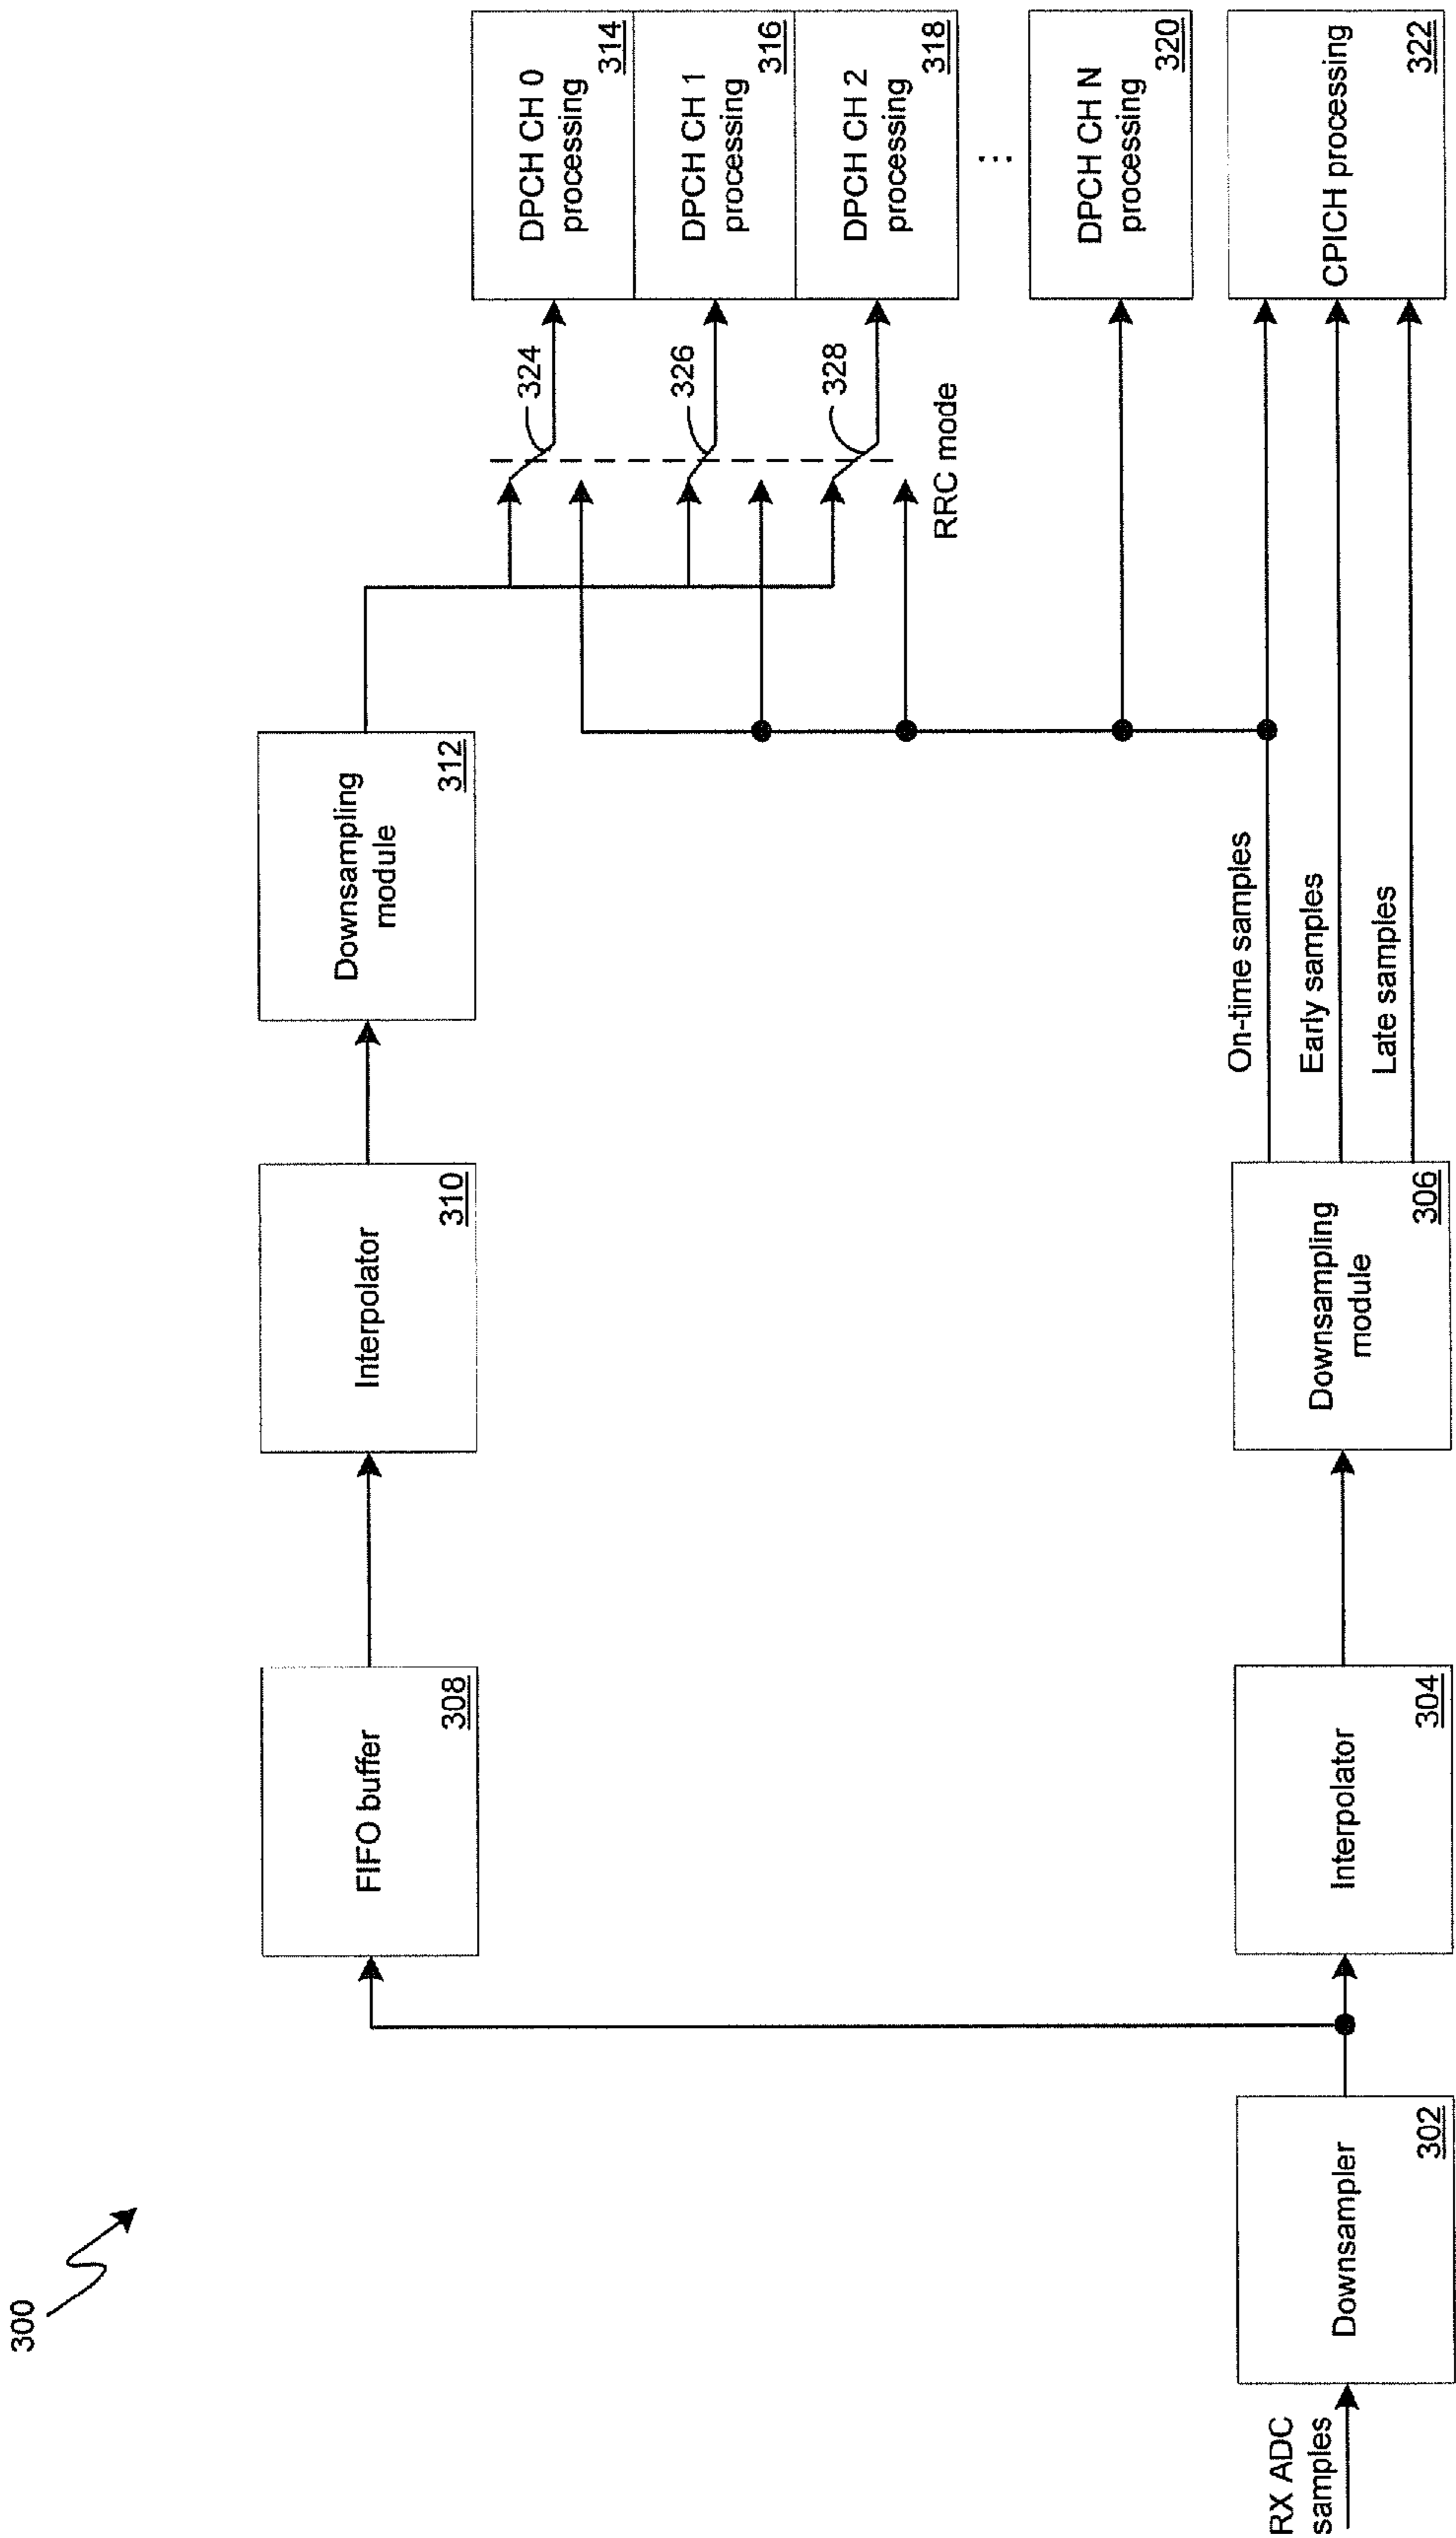 300
FIFO buffer
308
Interpolator
310
Downsampling
module
312
DPCH CH 0
processing
314
DPCH CH 1
processing
316
DPCH CH 2
processing
318
324
326
328
RRC mode
...
DPCH CH N
processing
320
RX ADC
samples
Downsampler
302
Interpolator
304
Downsampling
module
306
On-time samples
Early samples
Late samples
CPICH processing
322